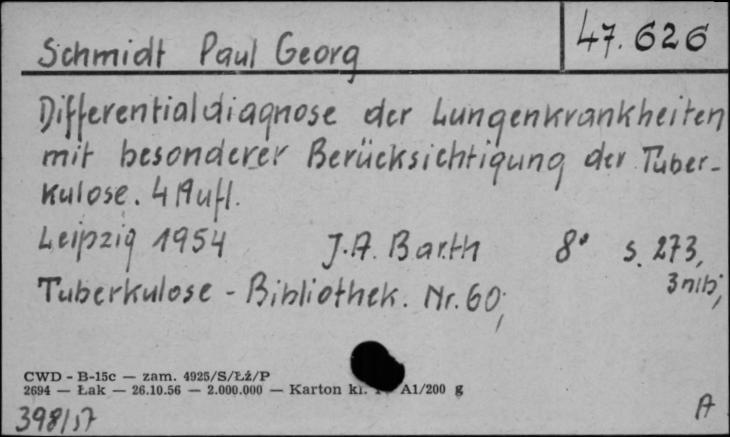 Schmidt Paul Georg
47.626
Differentialdiagnose der Lungenkrankheiten
mit besonderer Berücksichtigung der Tuber-
kulose. 4 Aufl.
Leipzig 1954 J.A. Barth 8° s. 273,
3 nlb;
Tuberkulose - Bibliothek. Nr. 60;
CWD - B-15c — zam. 4925/S/Łż/P
2694 — Łak — 26.10.56 — 2.000.000 — Karton kl. A1/200 g
398/57
A